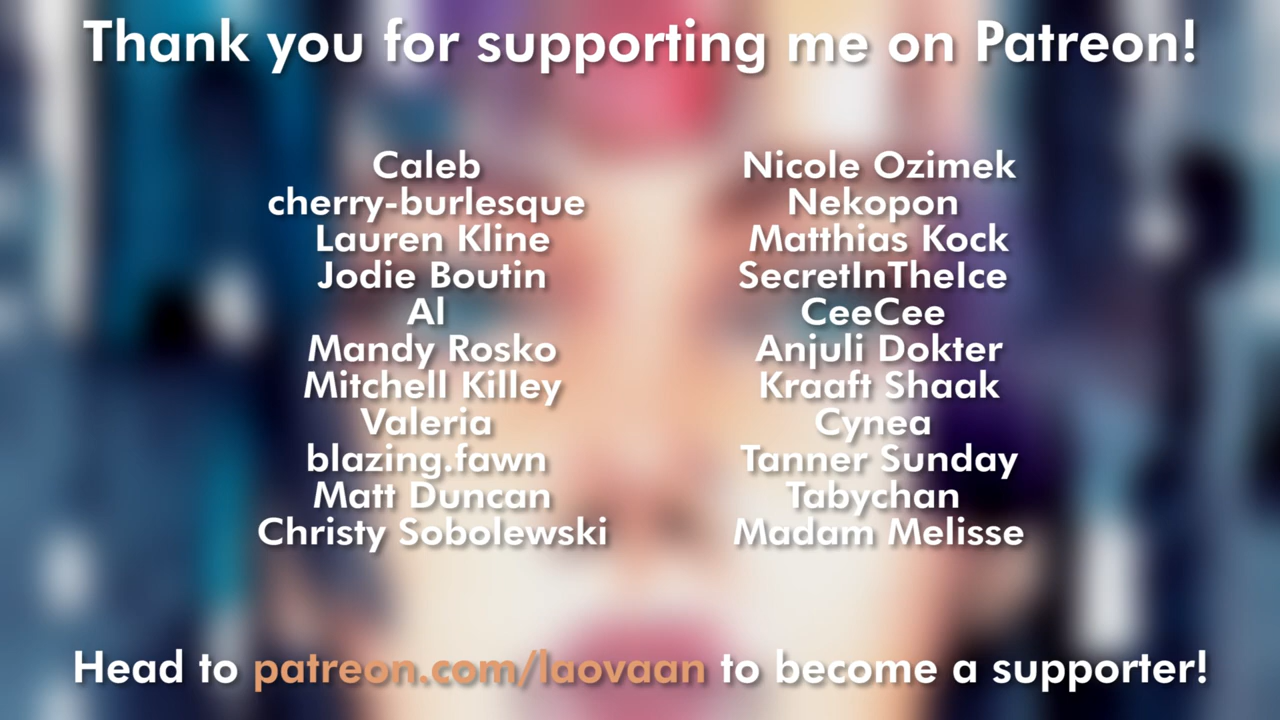 Thank you for supporting me on Patreon!
Caleb
cherry-burlesque
Lauren Kline
Jodie Boutin
Al
Mandy Rosko
Mitchell Killey
Valeria
blazing.fawn
Matt Duncan
Christy Sobolewski
Nicole Ozimek
Nekopon
Matthias Kock
SecretInTheIce
CeeCee
Anjuli Dokter
Kraaft Shaak
Cynea
Tanner Sunday
Tabychan
Madam Melisse
Head to patreon.com/laovaan to become a supporter!